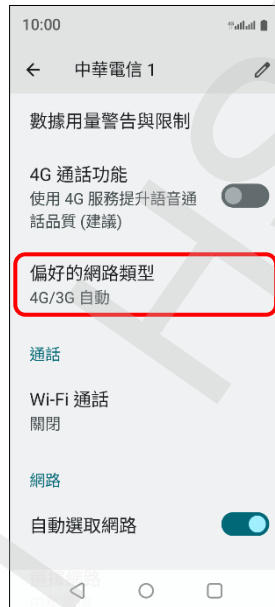 10:00
中華電信 1
數據用量警告與限制
4G 通話功能
使用 4G 服務提升語音通
話品質 (建議)
偏好的網路類型
4G/3G 自動
通話
Wi-Fi 通話
關閉
網路
自動選取網路